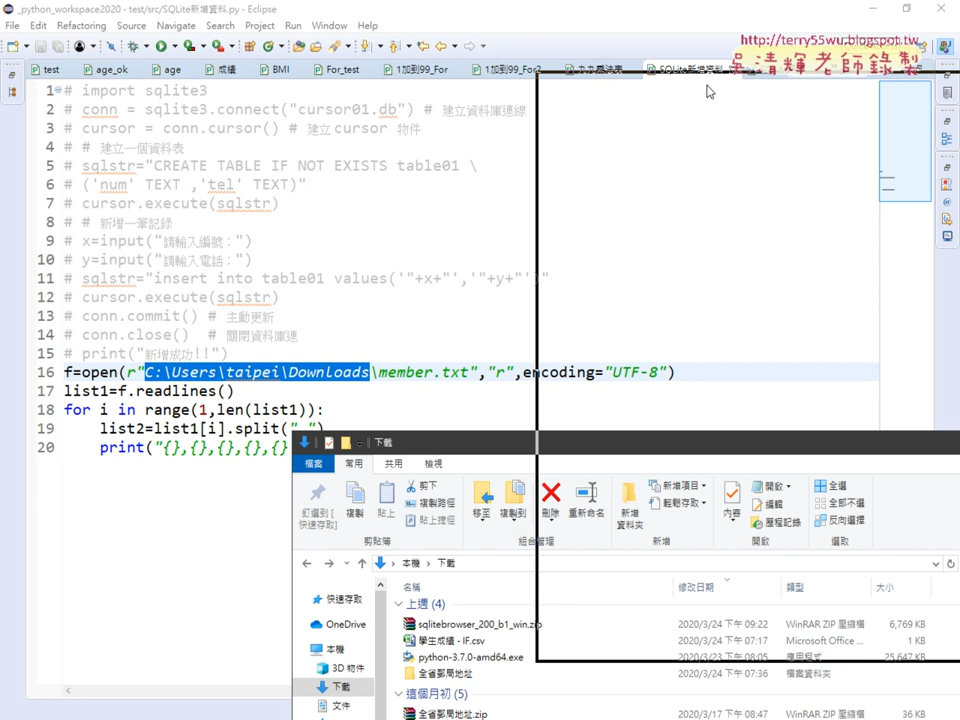 _python_workspace2020 - test/src/SQLite新增資料.py - Eclipse
File Edit Refactoring Source Navigate Search Project Run Window Help
http://terry55wu.blogspot.tw
吳清輝老師錄製
test age_ok age 成績 BMI For_test 1加到99_For 1加到99_For2 九九乘法表 SQLite新增資料
1 # import sqlite3
2 # conn = sqlite3.connect("cursor01.db") # 建立資料庫連線
3 # cursor = conn.cursor() # 建立 cursor 物件
4 # # 建立一個資料表
5 # sqlstr="CREATE TABLE IF NOT EXISTS table01 \
6 # ('num' TEXT ,'tel' TEXT)"
7 # cursor.execute(sqlstr)
8 # # 新增一筆記錄
9 # x=input("請輸入編號：")
10 # y=input("請輸入電話：")
11 # sqlstr="insert into table01 values('"+x+"','"+y+"')"
12 # cursor.execute(sqlstr)
13 # conn.commit() # 主動更新
14 # conn.close() # 關閉資料庫連
15 # print("新增成功!!")
16 f=open(r"C:\Users\taipei\Downloads\member.txt","r",encoding="UTF-8")
17 list1=f.readlines()
18 for i in range(1,len(list1)):
19 list2=list1[i].split(" ")
20 print("{},{},{},{},{}
下載
檔案 常用 共用 檢視
釘選到 [快速存取] 複製 貼上 剪下 複製路徑 貼上捷徑
移至 複製到 刪除 重新命名 新增資料夾 新增項目 輕鬆存取
內容 開啟 編輯 歷程記錄 全選 全部不選 反向選擇
剪貼簿 組合管理 新增 開啟 選取
本機 › 下載
名稱 修改日期 類型 大小
快速存取
OneDrive
本機
3D 物件
下載
文件
上週 (4)
sqlitebrowser_200_b1_win.zip 2020/3/24 下午 09:22 WinRAR ZIP 壓縮檔 6,769 KB
學生成績 - IF.csv 2020/3/24 下午 07:17 Microsoft Office ... 1 KB
python-3.7.0-amd64.exe 2020/3/23 下午 08:05 應用程式 25,647 KB
全省郵局地址 2020/3/24 下午 07:36 檔案資料夾
這個月初 (5)
全省郵局地址.zip 2020/3/17 下午 08:47 WinRAR ZIP 壓縮檔 36 KB